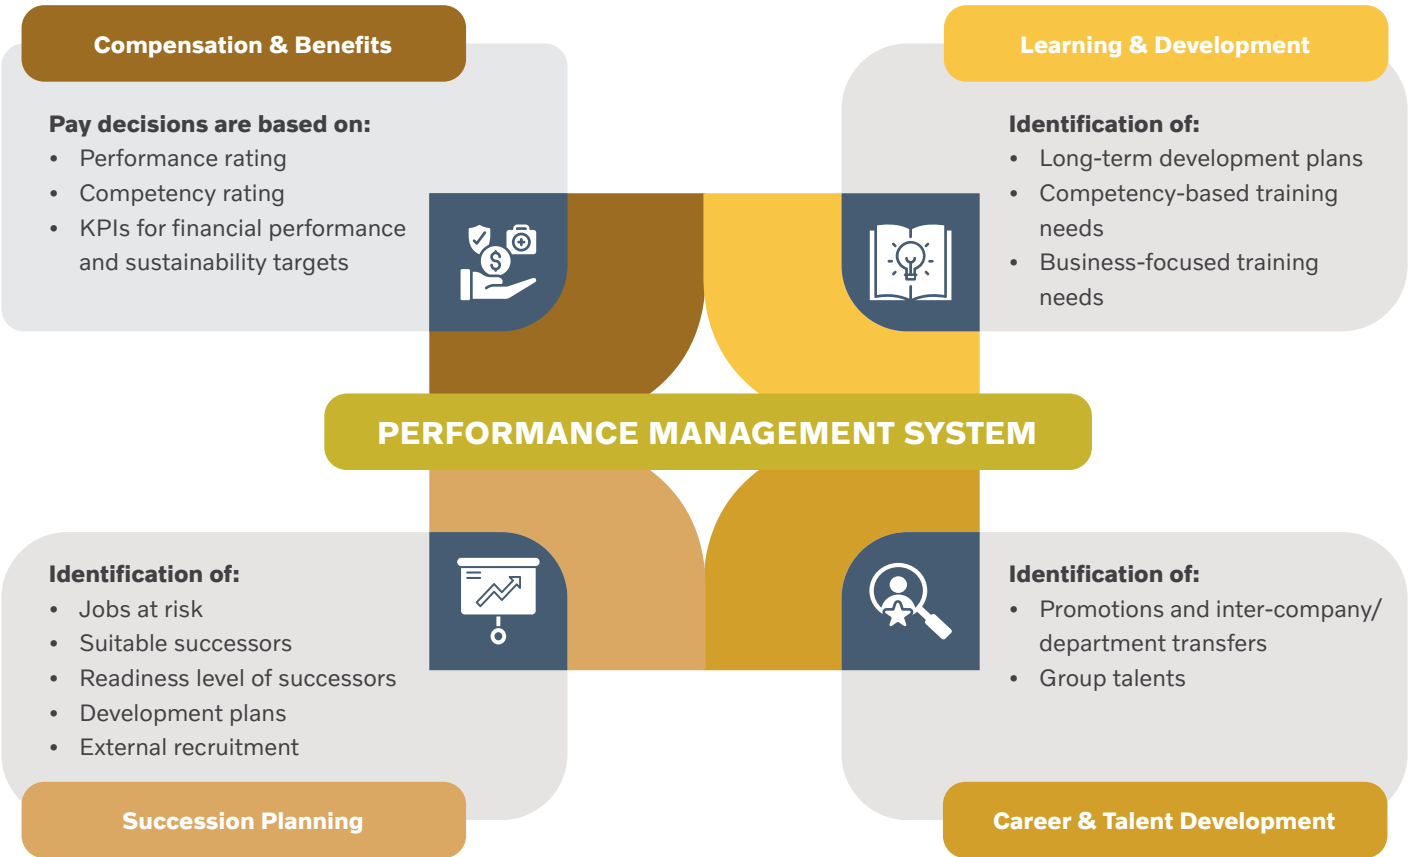 Compensation & Benefits
Pay decisions are based on:
• Performance rating
• Competency rating
• KPIs for financial performance
and sustainability targets
Learning & Development
Identification of:
• Long-term development plans
• Competency-based training
needs
• Business-focused training
needs
PERFORMANCE MANAGEMENT SYSTEM
Identification of:
• Jobs at risk
• Suitable successors
• Readiness level of successors
• Development plans
• External recruitment
Succession Planning
Identification of:
• Promotions and inter-company/
department transfers
• Group talents
Career & Talent Development